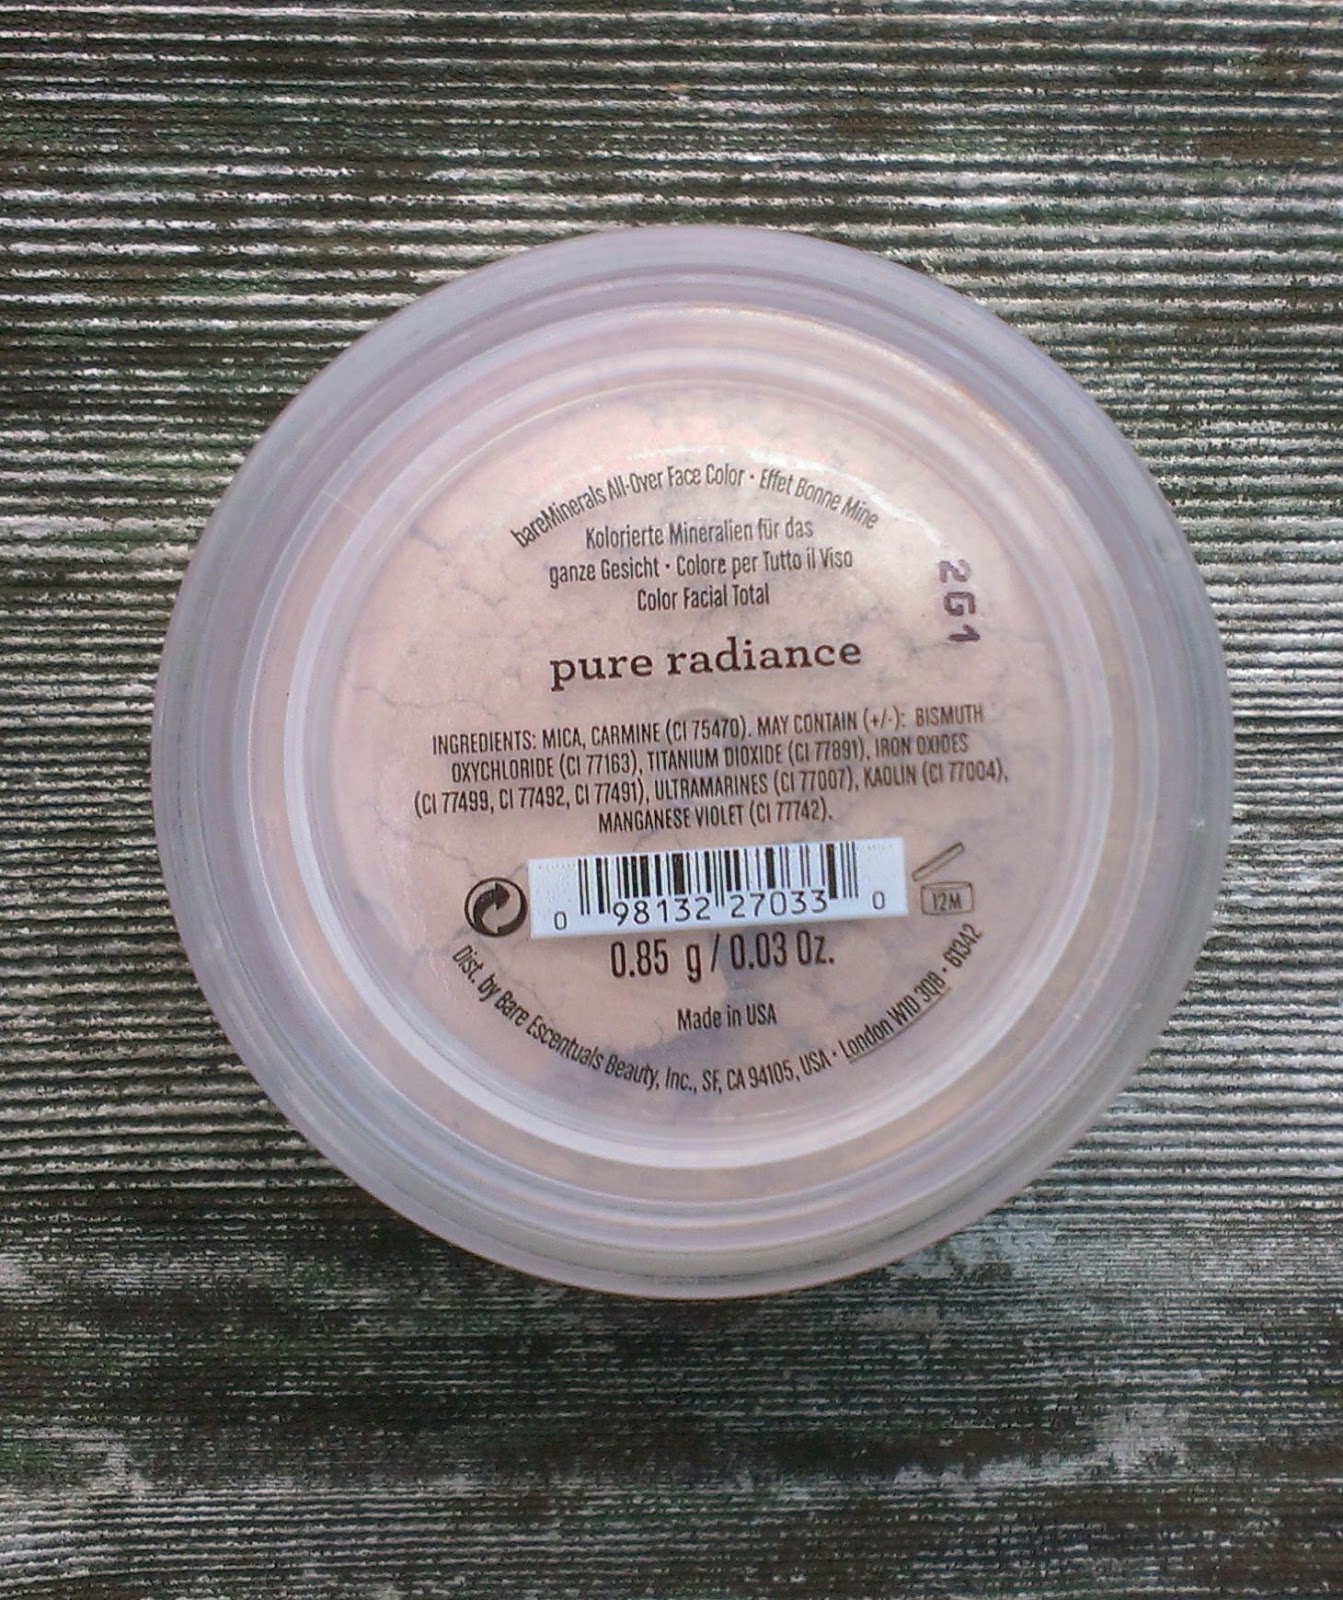 bareMinerals All-Over Face Color • Effet Bonne Mine
Kolorierte Mineralien für das
ganze Gesicht • Colore per Tutto il Viso
Color Facial Total
2G1
pure radiance
INGREDIENTS: MICA, CARMINE (CI 75470). MAY CONTAIN (+/-): BISMUTH
OXYCHLORIDE (CI 77163), TITANIUM DIOXIDE (CI 77891), IRON OXIDES
(CI 77499, CI 77492, CI 77491), ULTRAMARINES (CI 77007), KAOLIN (CI 77004),
MANGANESE VIOLET (CI 77742).
0 98132 27033 0
12M
0.85 g / 0.03 Oz.
Made in USA
Dist. by Bare Escentuals Beauty, Inc., SF, CA 94105, USA • London W1D 3QB • 61342